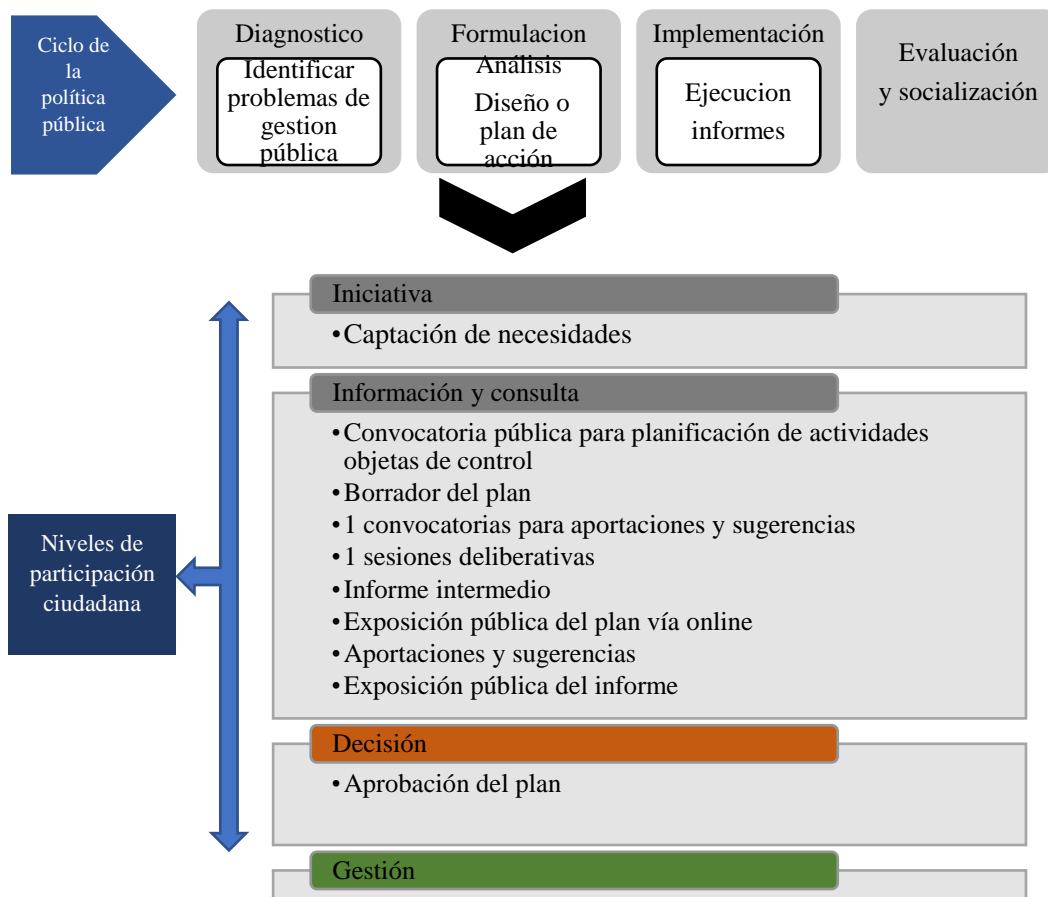 Ciclo de
la
política
pública
Diagnostico
Identificar
problemas de
gestion
pública
Formulacion
Análisis
Diseño o
plan de
acción
Implementación
Ejecucion
informes
Evaluación
y socialización
Niveles de
participación
ciudadana
Iniciativa
•Captación de necesidades
Información y consulta
•Convocatoria pública para planificación de actividades
objetas de control
•Borrador del plan
•1 convocatorias para aportaciones y sugerencias
•1 sesiones deliberativas
•Informe intermedio
•Exposición pública del plan vía online
•Aportaciones y sugerencias
•Exposición pública del informe
Decisión
•Aprobación del plan
Gestión